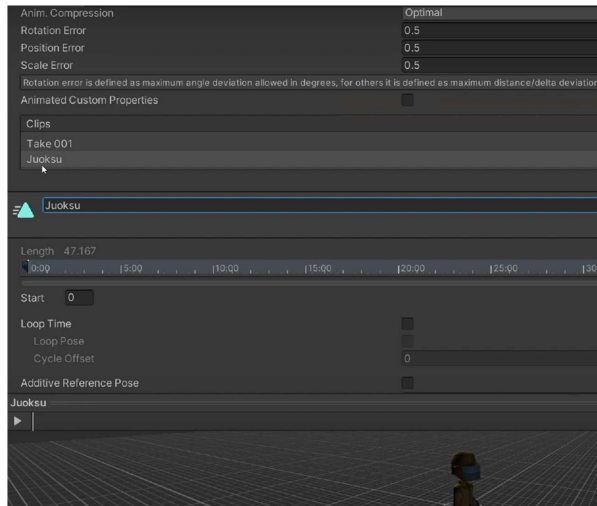 Anim. Compression Optimal
Rotation Error 0.5
Position Error 0.5
Scale Error 0.5
Rotation error is defined as maximum angle deviation allowed in degrees, for others it is defined as maximum distance/delta deviation
Animated Custom Properties
Clips
Take 001
Juoksu
Juoksu
Length 47.167
0:00 5:00 10:00 15:00 20:00 25:00 30
Start 0
Loop Time
Loop Pose
Cycle Offset 0
Additive Reference Pose
Juoksu